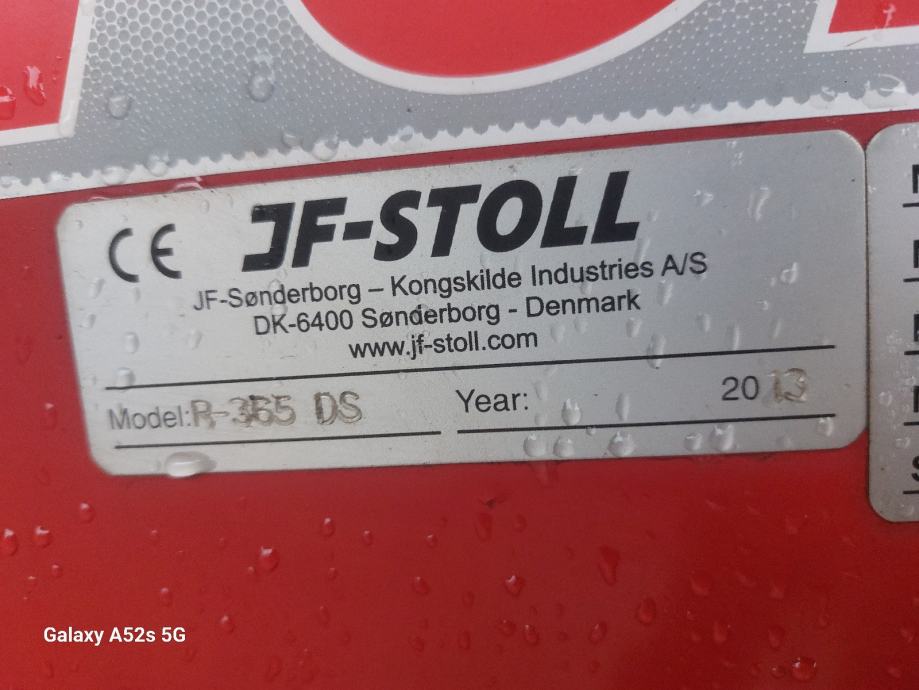 CE JF-STOLL
JF-Sønderborg – Kongskilde Industries A/S
DK-6400 Sønderborg - Denmark
www.jf-stoll.com
Model: R-365 DS Year: 2013
Galaxy A52s 5G